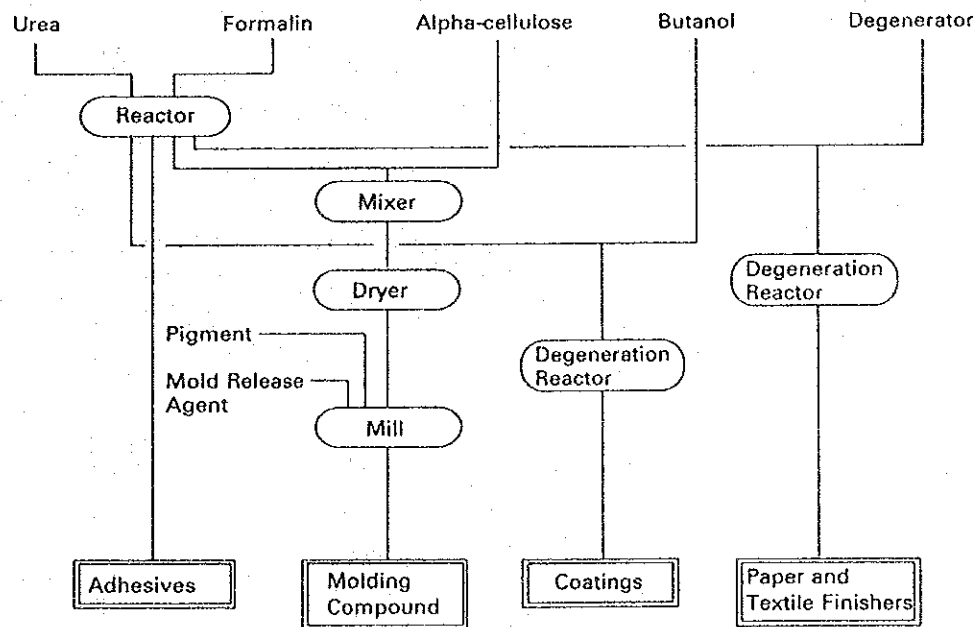 Urea
Formalin
Alpha-cellulose
Butanol
Degenerator
Reactor
Mixer
Dryer
Degeneration
Reactor
Pigment
Degeneration
Reactor
Mold Release
Agent
Mill
Adhesives
Molding
Compound
Coatings
Paper and
Textile Finishers